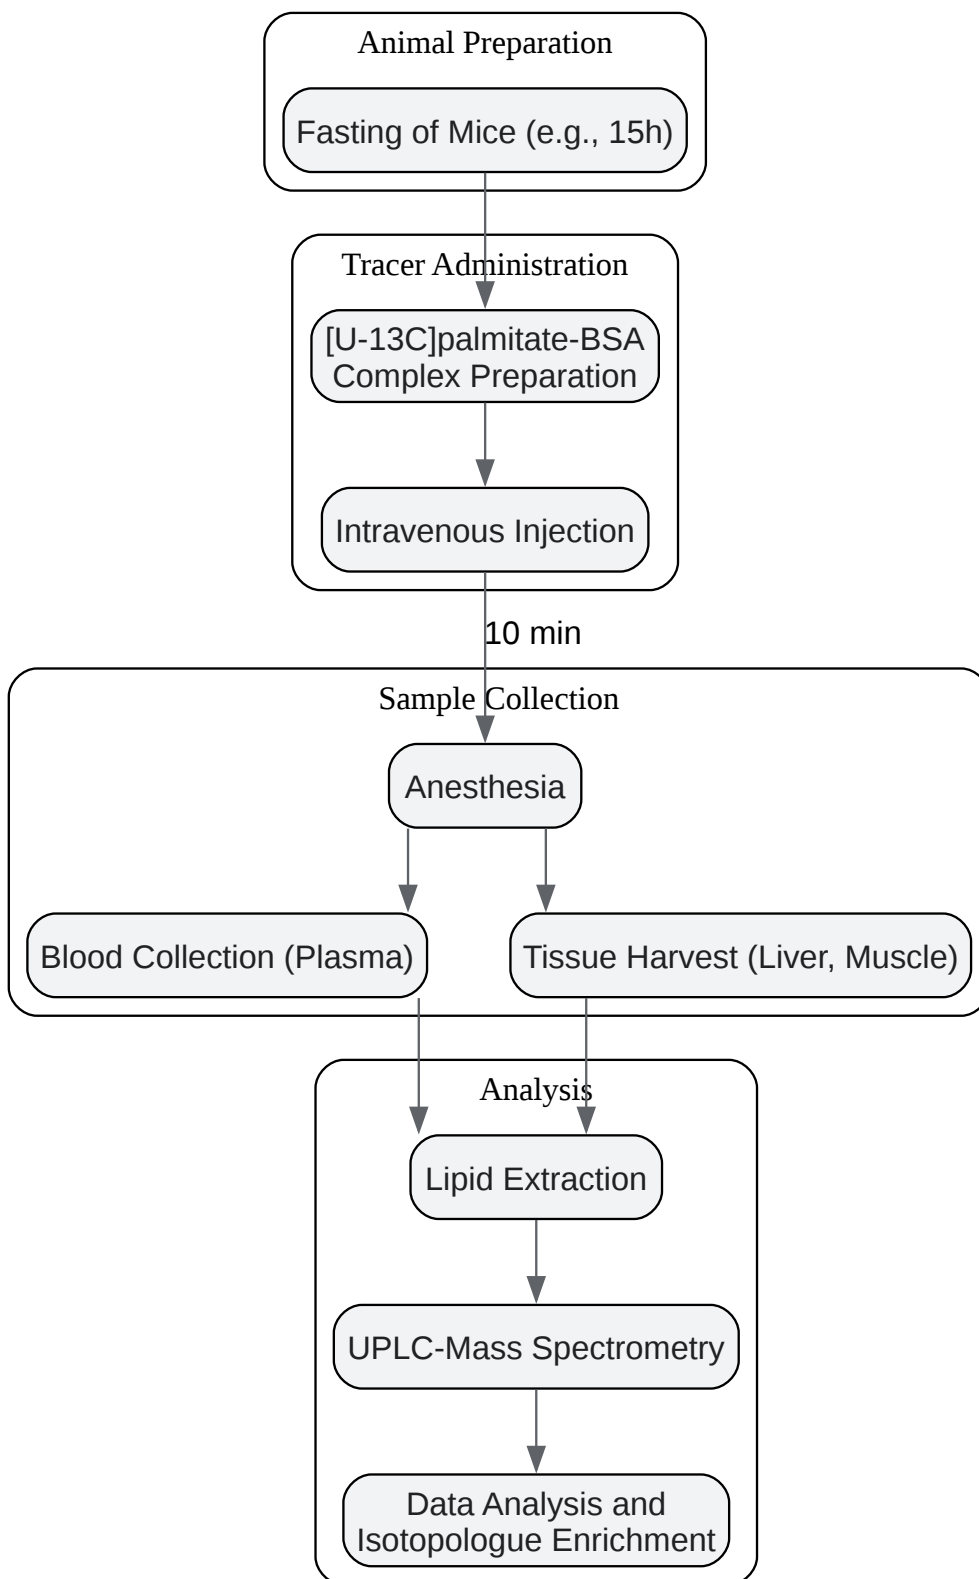 Animal Preparation
Fasting of Mice (e.g., 15h)
Tracer Administration
[U-13C]palmitate-BSA
Complex Preparation
Intravenous Injection
10 min
Sample Collection
Anesthesia
Blood Collection (Plasma)
Tissue Harvest (Liver, Muscle)
Analysis
Lipid Extraction
UPLC-Mass Spectrometry
Data Analysis and
Isotopologue Enrichment